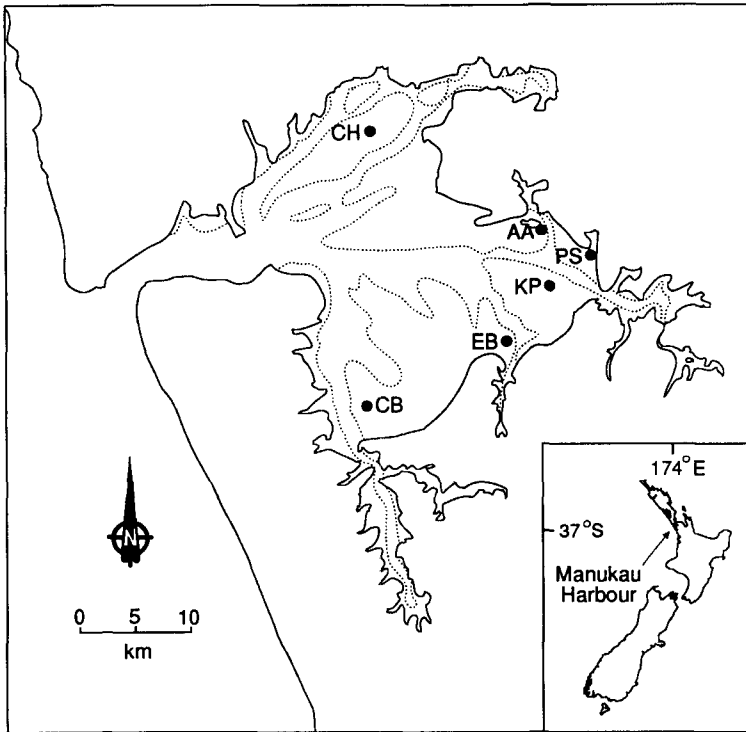 CH
AA
PS
KP
EB
CB
N
0 5 10
km
174°E
37°S
Manukau
Harbour